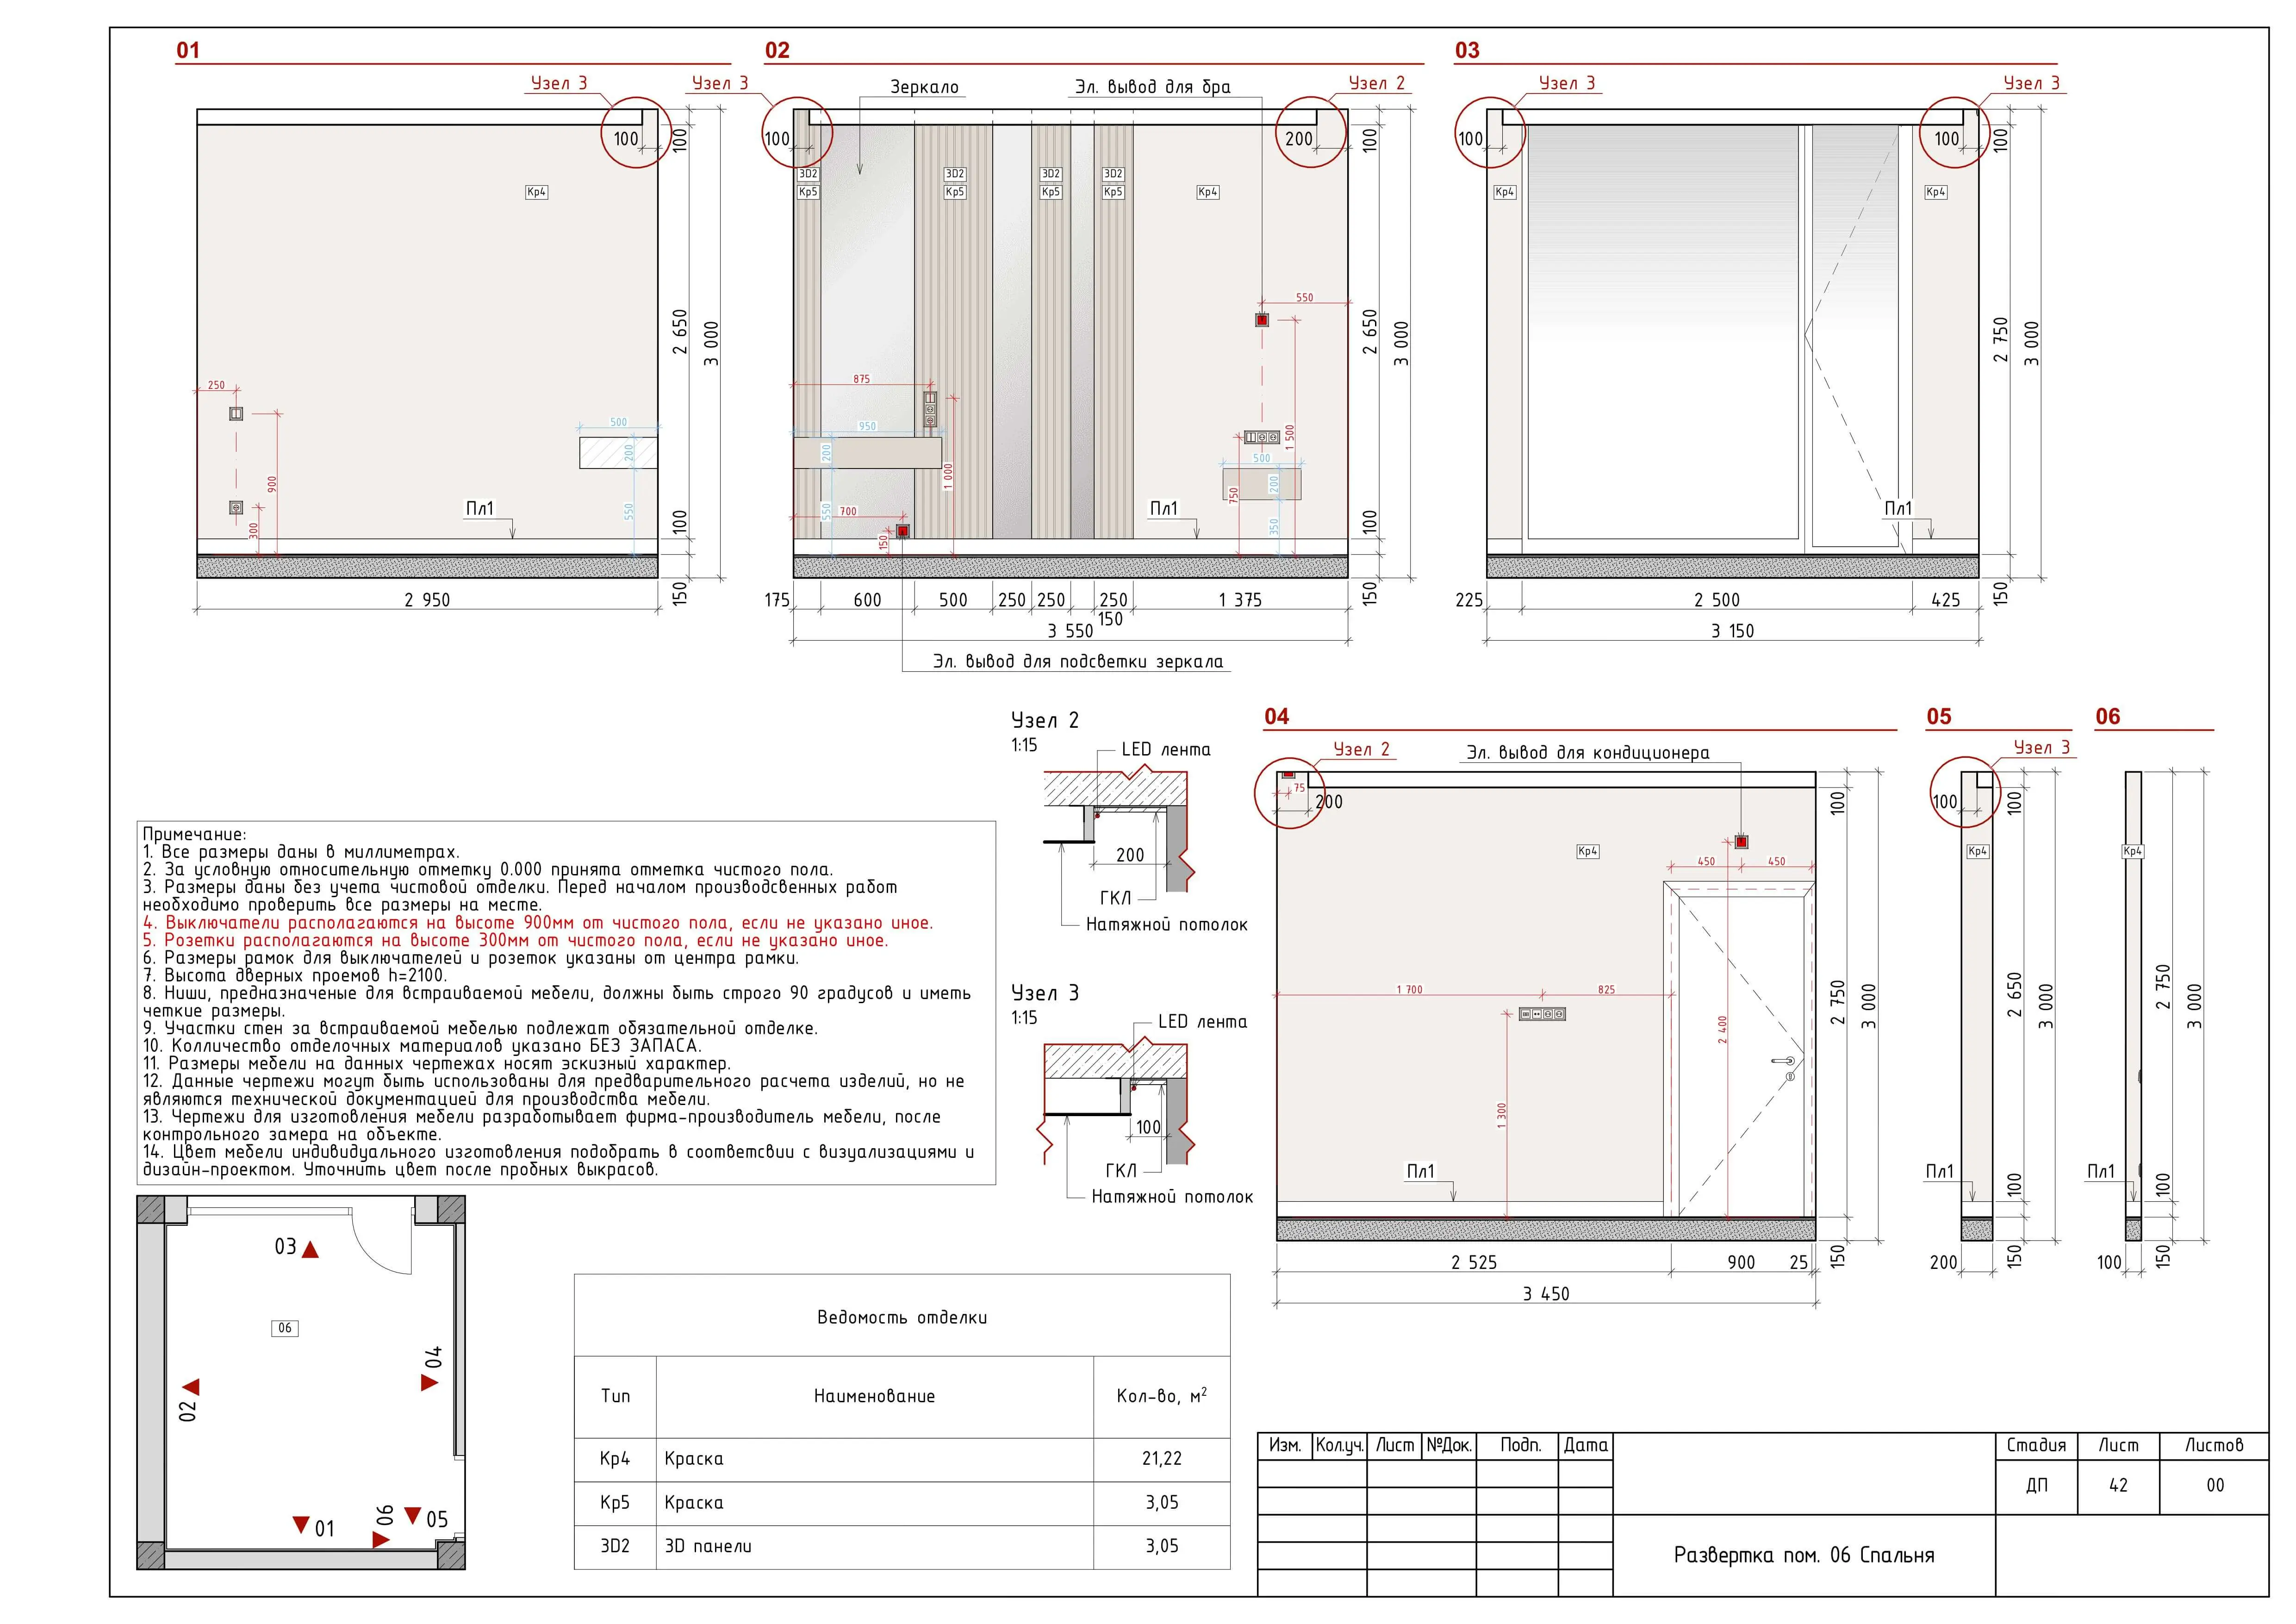 01
Узел 3
100
100
Кр4
2 650
3 000
250
500
200
900
300
550
Пл1
100
2 950
150
02
Узел 3
Зеркало
Эл. вывод для бра
Узел 2
100
200
100
3D2
Кр5
3D2
Кр5
3D2
Кр5
3D2
Кр5
Кр4
550
2 650
3 000
875
950
200
1 000
1 500
500
200
750
550
700
350
150
Пл1
100
175
600
500
250
250
150
250
1 375
150
3 550
Эл. вывод для подсветки зеркала
03
Узел 3
Узел 3
100
100
100
Кр4
Кр4
2 750
3 000
Пл1
225
2 500
425
150
3 150
Узел 2
1:15
LED лента
200
ГКЛ
Натяжной потолок
Узел 3
1:15
LED лента
100
ГКЛ
Натяжной потолок
04
Узел 2
Эл. вывод для кондиционера
75
200
100
Кр4
450
450
1 700
825
2 400
1 300
2 750
3 000
Пл1
2 525
900
25
150
3 450
05
Узел 3
100
100
Кр4
2 650
3 000
Пл1
100
200
150
06
Кр4
2 750
3 000
Пл1
100
100
150
Примечание:
1. Все размеры даны в миллиметрах.
2. За условную относительную отметку 0.000 принята отметка чистого пола.
3. Размеры даны без учета чистовой отделки. Перед началом производсвенных работ
необходимо проверить все размеры на месте.
4. Выключатели располагаются на высоте 900мм от чистого пола, если не указано иное.
5. Розетки располагаются на высоте 300мм от чистого пола, если не указано иное.
6. Размеры рамок для выключателей и розеток указаны от центра рамки.
7. Высота дверных проемов h=2100.
8. Ниши, предназначеные для встраиваемой мебели, должны быть строго 90 градусов и иметь
четкие размеры.
9. Участки стен за встраиваемой мебелью подлежат обязательной отделке.
10. Колличество отделочных материалов указано БЕЗ ЗАПАСА.
11. Размеры мебели на данных чертежах носят эскизный характер.
12. Данные чертежи могут быть использованы для предварительного расчета изделий, но не
являются технической документацией для производства мебели.
13. Чертежи для изготовления мебели разработывает фирма-производитель мебели, после
контрольного замера на объекте.
14. Цвет мебели индивидуального изготовления подобрать в соответсвии с визуализациями и
дизайн-проектом. Уточнить цвет после пробных выкрасов.
03
06
04
02
01
06
05
Ведомость отделки
Тип Наименование Кол-во, м²
Кр4 Краска 21,22
Кр5 Краска 3,05
3D2 3D панели 3,05
Изм. Кол.уч. Лист №Док. Подп. Дата
Стадия Лист Листов
ДП 42 00
Развертка пом. 06 Спальня